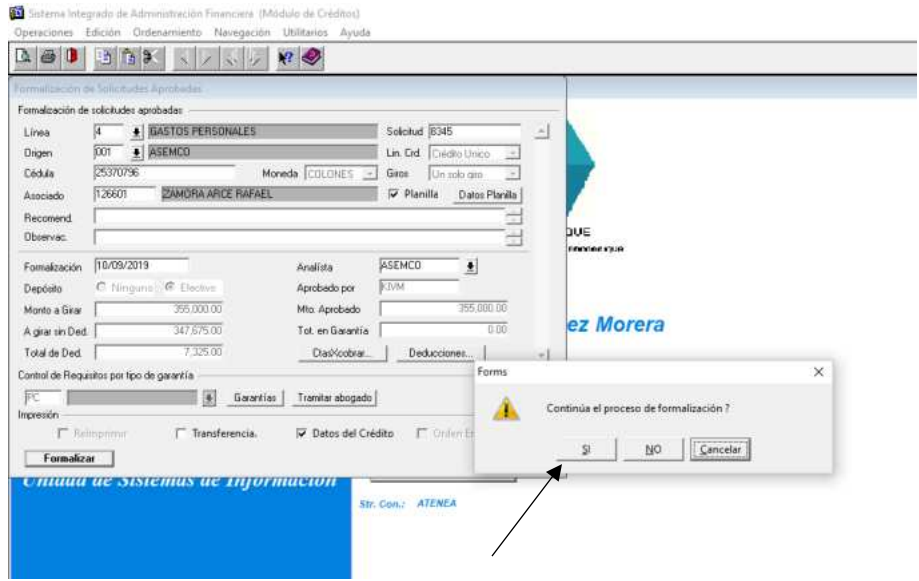 Sistema Integrado de Administración Financiera (Módulo de Créditos)
Operaciones Edición Ordenamiento Navegación Utilitarios Ayuda
Formalización de Solicitudes Aprobadas
Formalización de solicitudes aprobadas
Línea 4 GASTOS PERSONALES Solicitud 8345
Origen 001 ASEMCO Lin. Crd. Crédito Unico
Cédula 25370796 Moneda COLONES Giros Un solo giro
Asociado 126601 ZAMORA ARCE RAFAEL Planilla Datos Planilla
Recomend.
Observac.
QUE
Formalización 10/09/2019 Analista ASEMCO
Depósito Ninguno Efectivo Aprobado por KIVM
Monto a Girar 355,000.00 Mto. Aprobado 355,000.00
A girar sin Ded. 347,675.00 Tot. en Garantía 0.00
ez Morera
Total de Ded. 7,325.00 ClasXcobrar... Deducciones...
Control de Requisitos por tipo de garantía
PC Garantías Tramitar abogado
Impresión
Reimprimir Transferencia. Datos del Crédito Orden
Formalizar
Forms
Continúa el proceso de formalización ?
SI NO Cancelar
Unidad de Sistemas de Información
Str. Con.: ATENEA